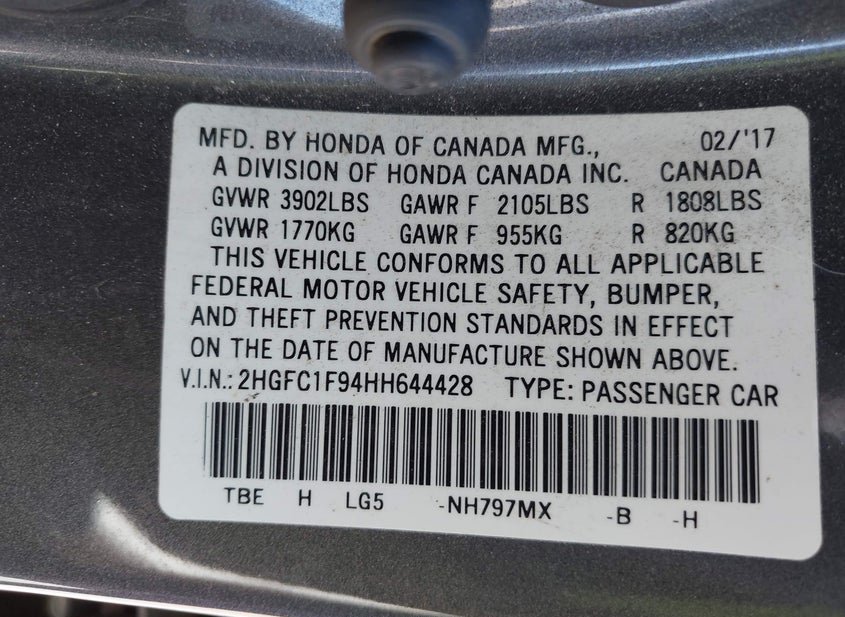 MFD. BY HONDA OF CANADA MFG., 02/'17
A DIVISION OF HONDA CANADA INC. CANADA
GVWR 3902LBS GAWR F 2105LBS R 1808LBS
GVWR 1770KG GAWR F 955KG R 820KG
THIS VEHICLE CONFORMS TO ALL APPLICABLE
FEDERAL MOTOR VEHICLE SAFETY, BUMPER,
AND THEFT PREVENTION STANDARDS IN EFFECT
ON THE DATE OF MANUFACTURE SHOWN ABOVE.
V.I.N.: 2HGFC1F94HH644428 TYPE: PASSENGER CAR
TBE H LG5 -NH797MX -B -H